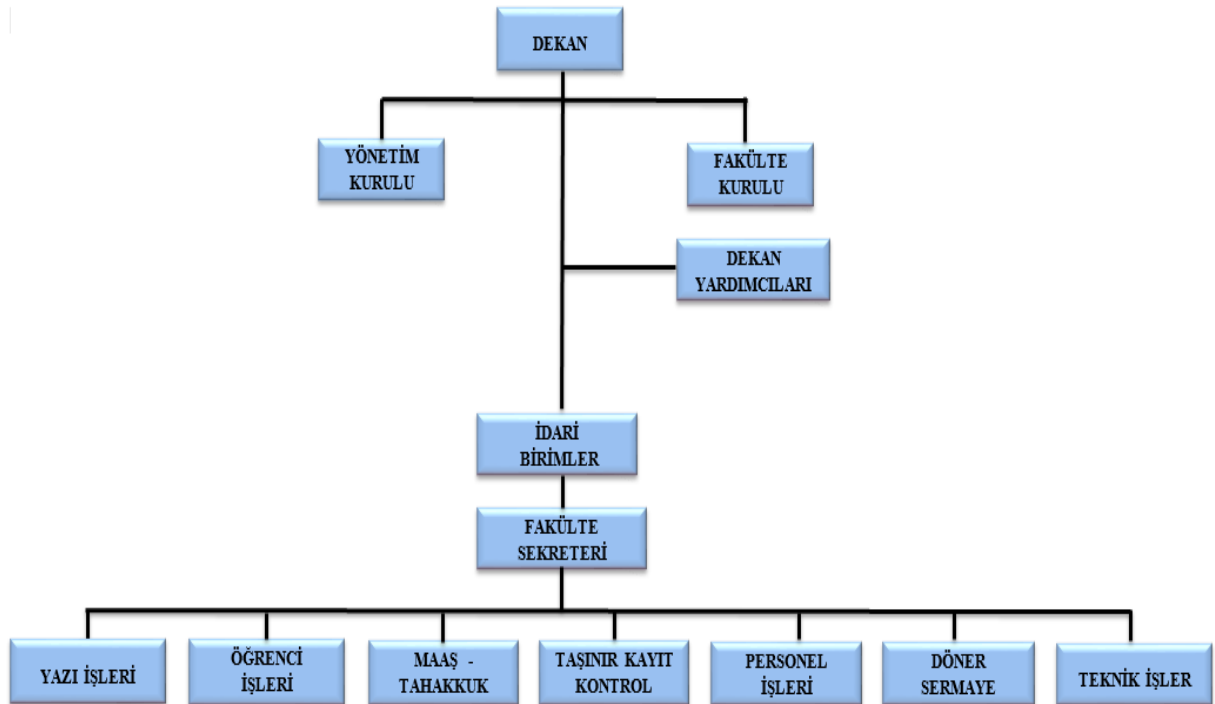 DEKAN
YÖNETİM
KURULU
FAKÜLTE
KURULU
DEKAN
YARDIMCILARI
İDARİ
BİRİMLER
FAKÜLTE
SEKRETERİ
YAZI İŞLERİ
ÖĞRENCİ
İŞLERİ
MAAŞ -
TAHAKKUK
TAŞINIR KAYIT
KONTROL
PERSONEL
İŞLERİ
DÖNER
SERMAYE
TEKNİK İŞLER